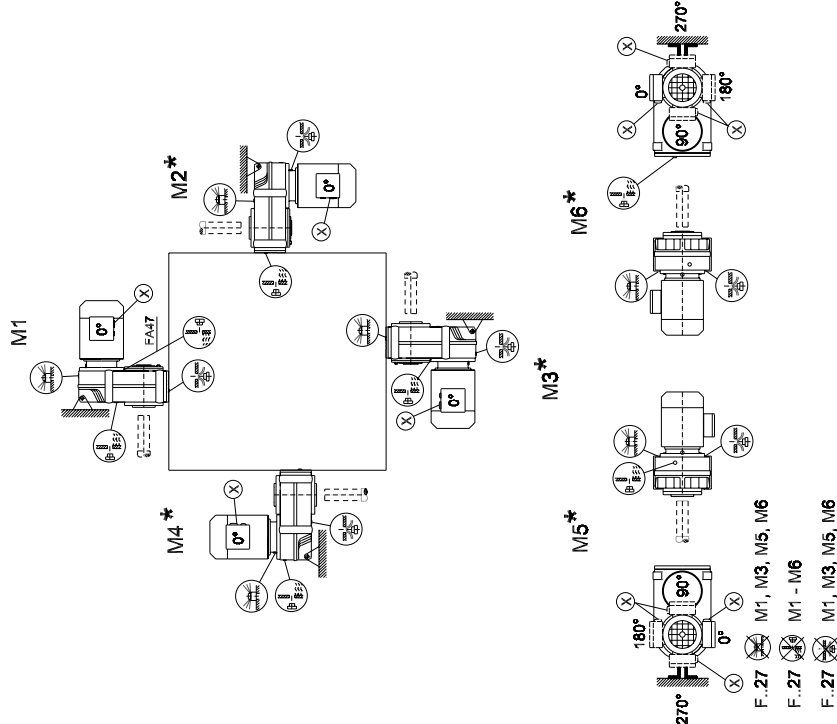 M1
0°
X
FA47
M2*
0°
X
M3*
0°
X
M4*
0°
X
M5*
180°
90°
0°
270°
X
X
X
M6*
270°
0°
180°
90°
X
X
X
F..27 M1, M3, M5, M6
F..27 M1 - M6
F..27 M1, M3, M5, M6